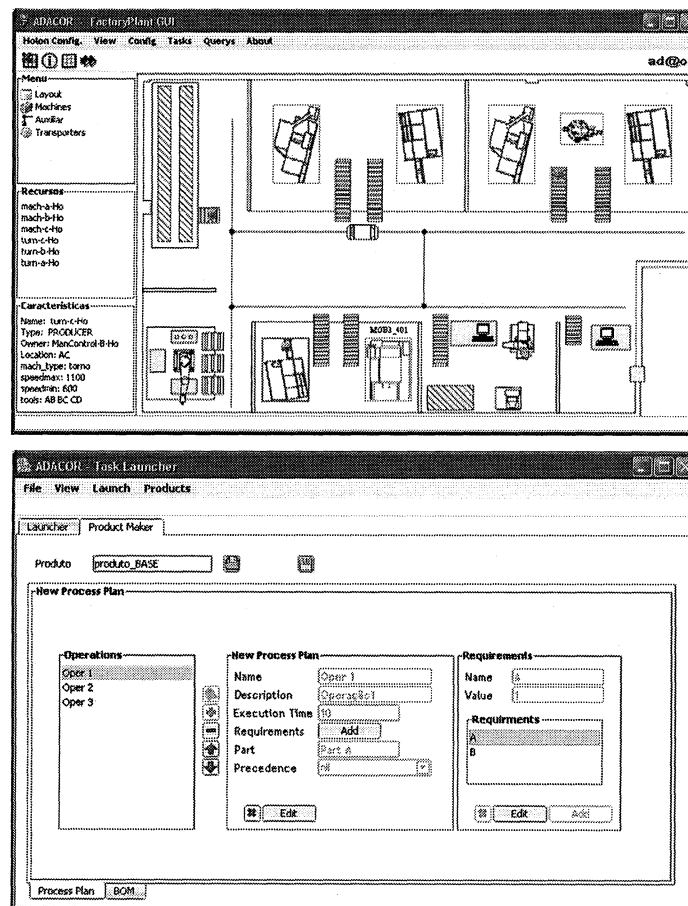 ADACOR - FactoryPlant GUI
Holon Config. View Config Tasks Querys About
ad@o
Menu
Layout
Machines
Auxiliar
Transporters
Recursos
mach-a-Ho
mach-b-Ho
mach-c-Ho
turn-c-Ho
turn-b-Ho
turn-a-Ho
Caracteristicas
Name: turn-c-Ho
Type: PRODUCER
Owner: ManControl-B-Ho
Location: AC
mach_type: torno
speedmax: 1100
speedmin: 600
tools: AB BC CD
ADACOR - Task Launcher
File View Launch Products
Launcher Product Maker
Produto produto_BASE
New Process Plan
Operations
Oper 1
Oper 2
Oper 3
New Process Plan
Name Oper 1
Description Operação1
Execution Time 10
Requirements Add
Part Part A
Precedence nil
Edit
Requirements
Name A
Value 1
Requirments
A
B
Edit Add
Process Plan BOM